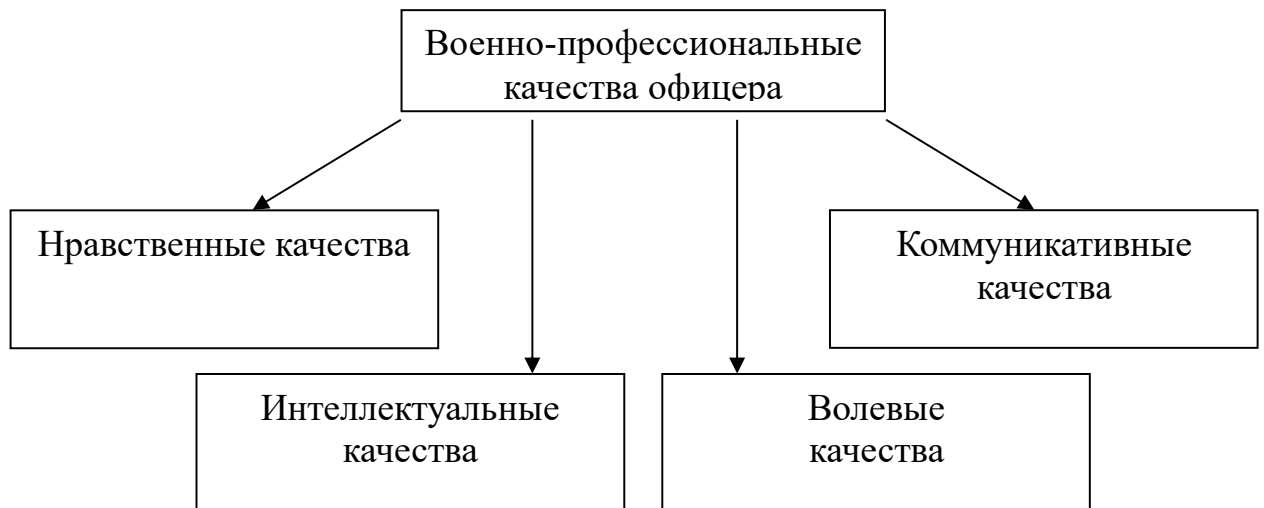 Военно-профессиональные
качества офицера
Нравственные качества
Коммуникативные
качества
Интеллектуальные
качества
Волевые
качества